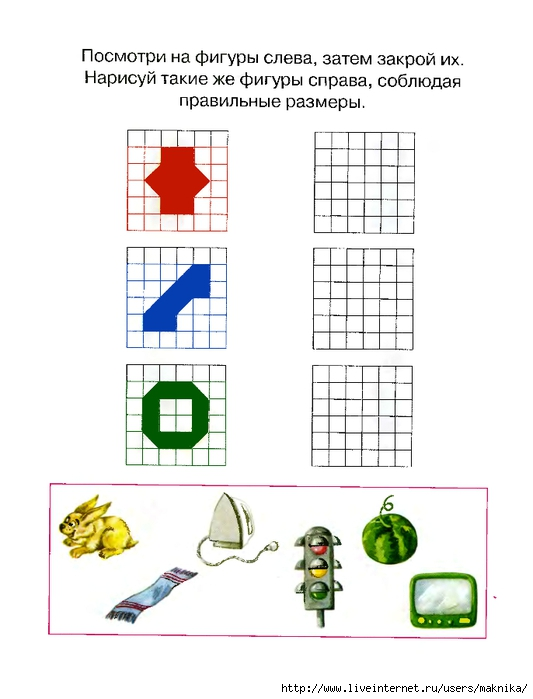 Посмотри на фигуры слева, затем закрой их.
Нарисуй такие же фигуры справа, соблюдая
правильные размеры.
http://www.liveinternet.ru/users/maknika/